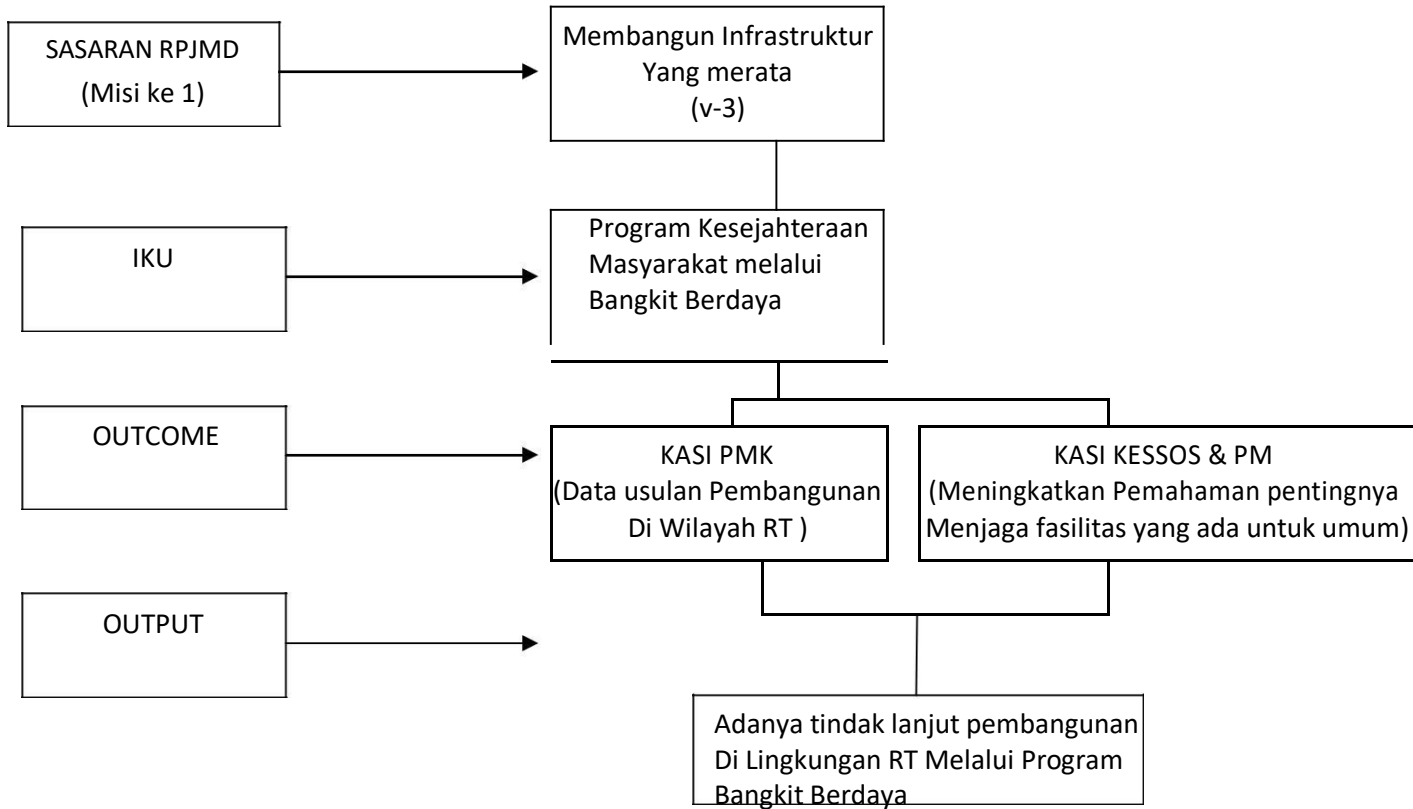 SASARAN RPJMD
(Misi ke 1)
Membangun Infrastruktur
Yang merata
(v-3)
IKU
Program Kesejahteraan
Masyarakat melalui
Bangkit Berdaya
OUTCOME
KASI PMK
(Data usulan Pembangunan
Di Wilayah RT )
KASI KESSOS & PM
(Meningkatkan Pemahaman pentingnya
Menjaga fasilitas yang ada untuk umum)
OUTPUT
Adanya tindak lanjut pembangunan
Di Lingkungan RT Melalui Program
Bangkit Berdaya